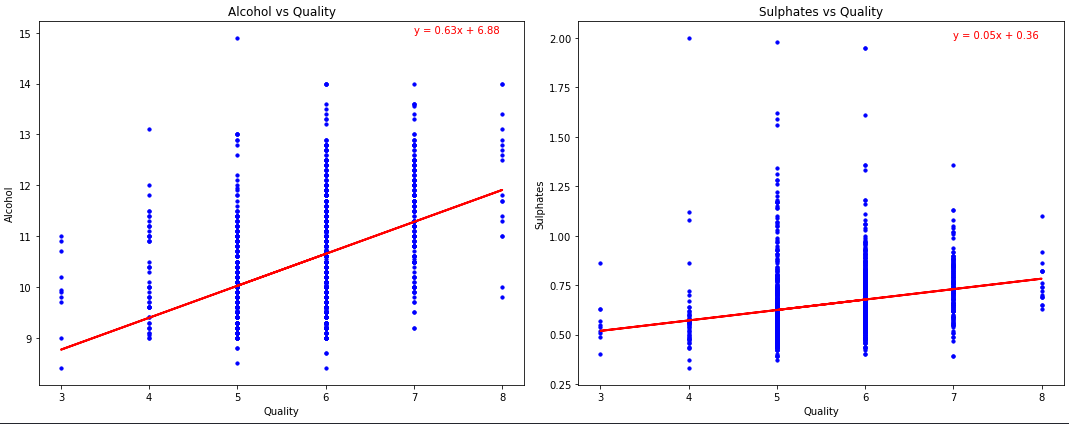 Alcohol vs Quality
y = 0.63x + 6.88
15
14
13
12
11
10
9
Alcohol
3 4 5 6 7 8
Quality
Sulphates vs Quality
y = 0.05x + 0.36
2.00
1.75
1.50
1.25
1.00
0.75
0.50
0.25
Sulphates
3 4 5 6 7 8
Quality